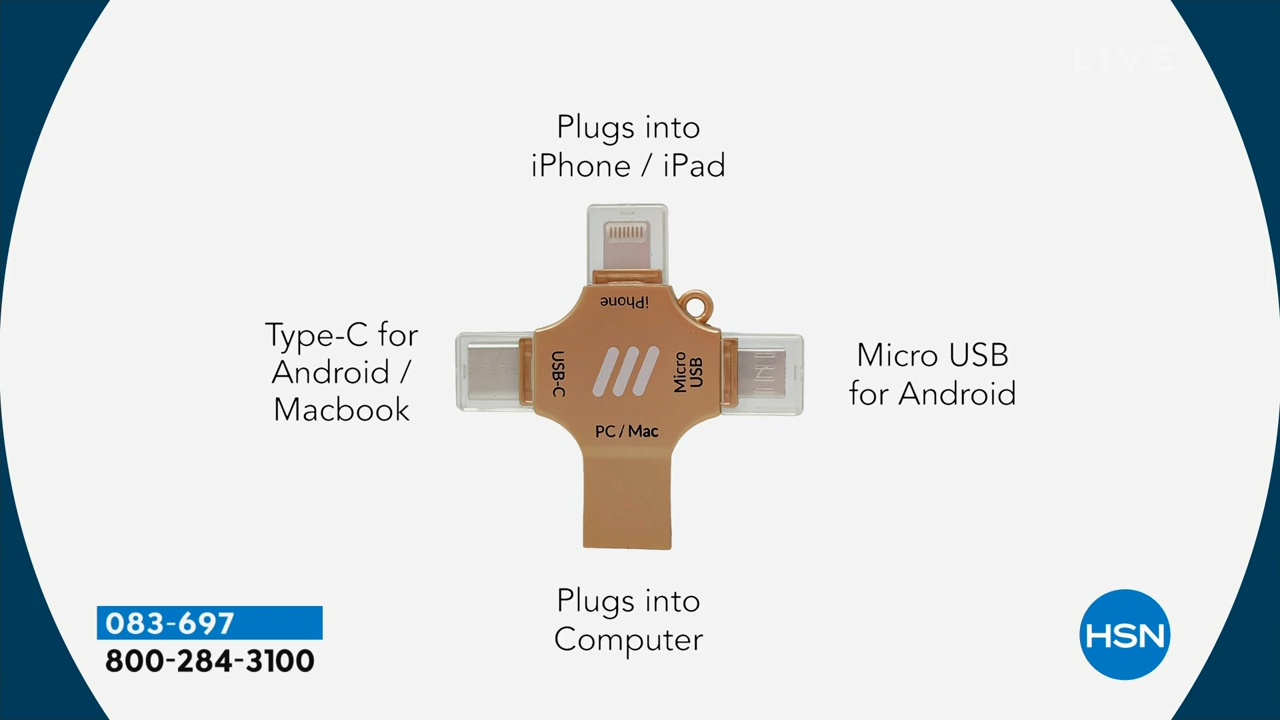 LIVE
Plugs into
iPhone / iPad
iPhone
Type-C for
Android /
Macbook
USB-C
Micro
USB
Micro USB
for Android
PC / Mac
Plugs into
Computer
083-697
800-284-3100
HSN